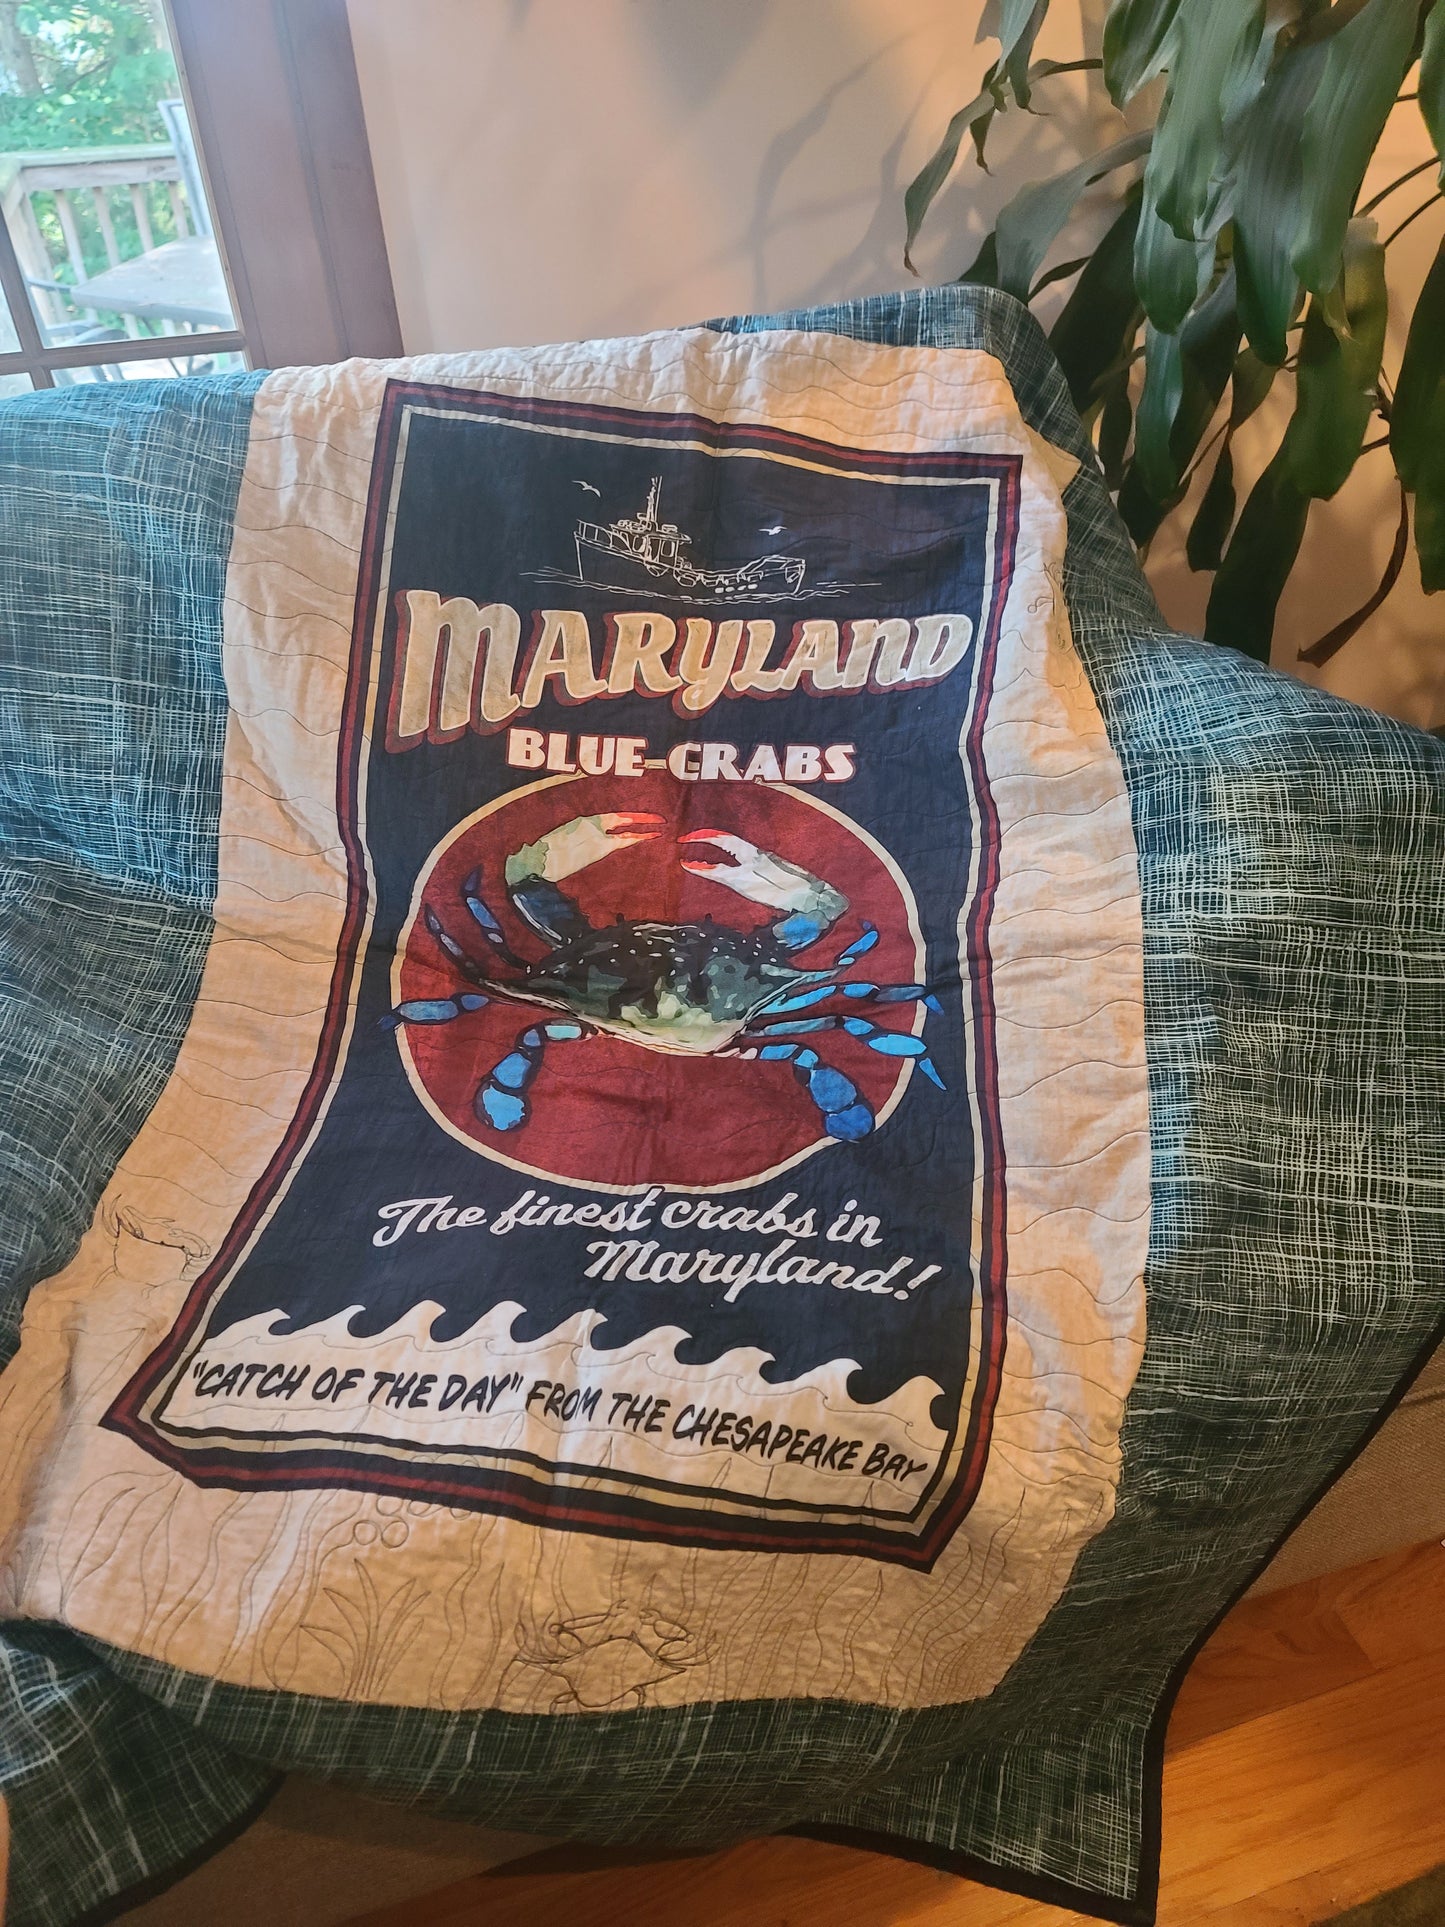 MARYLAND
BLUE-CRABS
The finest crabs in
Maryland!
"CATCH OF THE DAY" FROM THE CHESAPEAKE BAY